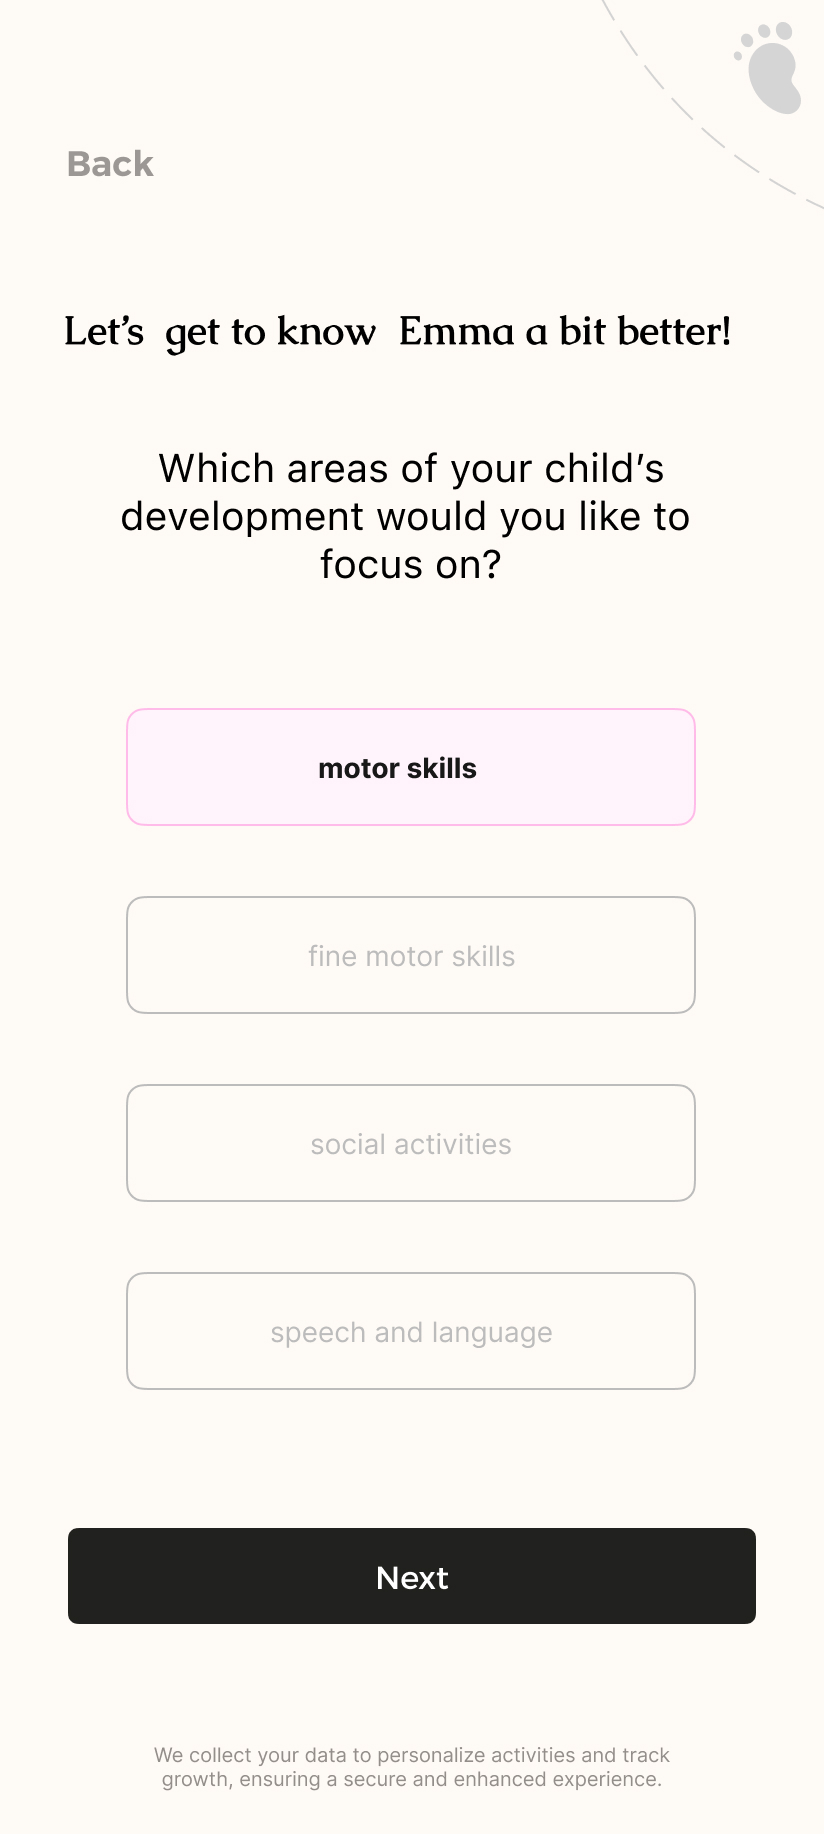 Back
Let’s  get to know  Emma a bit better!
Which areas of your child’s
development would you like to
focus on?
motor skills
fine motor skills
social activities
speech and language
Next
We collect your data to personalize activities and track
growth, ensuring a secure and enhanced experience.